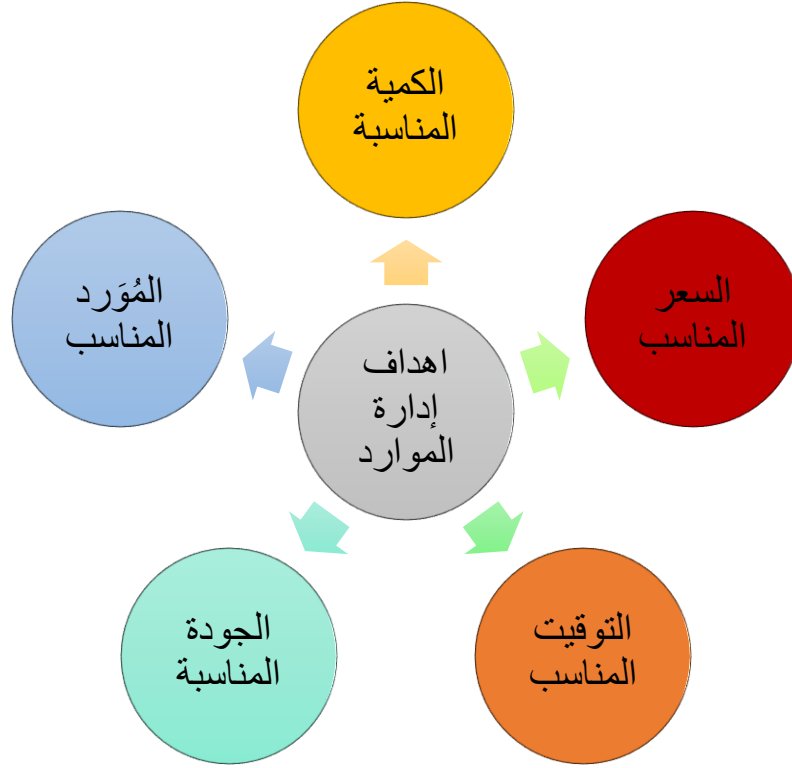 الكمية
المناسبة
السعر
المناسب
التوقيت
المناسب
الجودة
المناسبة
المُوَرد
المناسب
اهداف
إدارة
الموارد